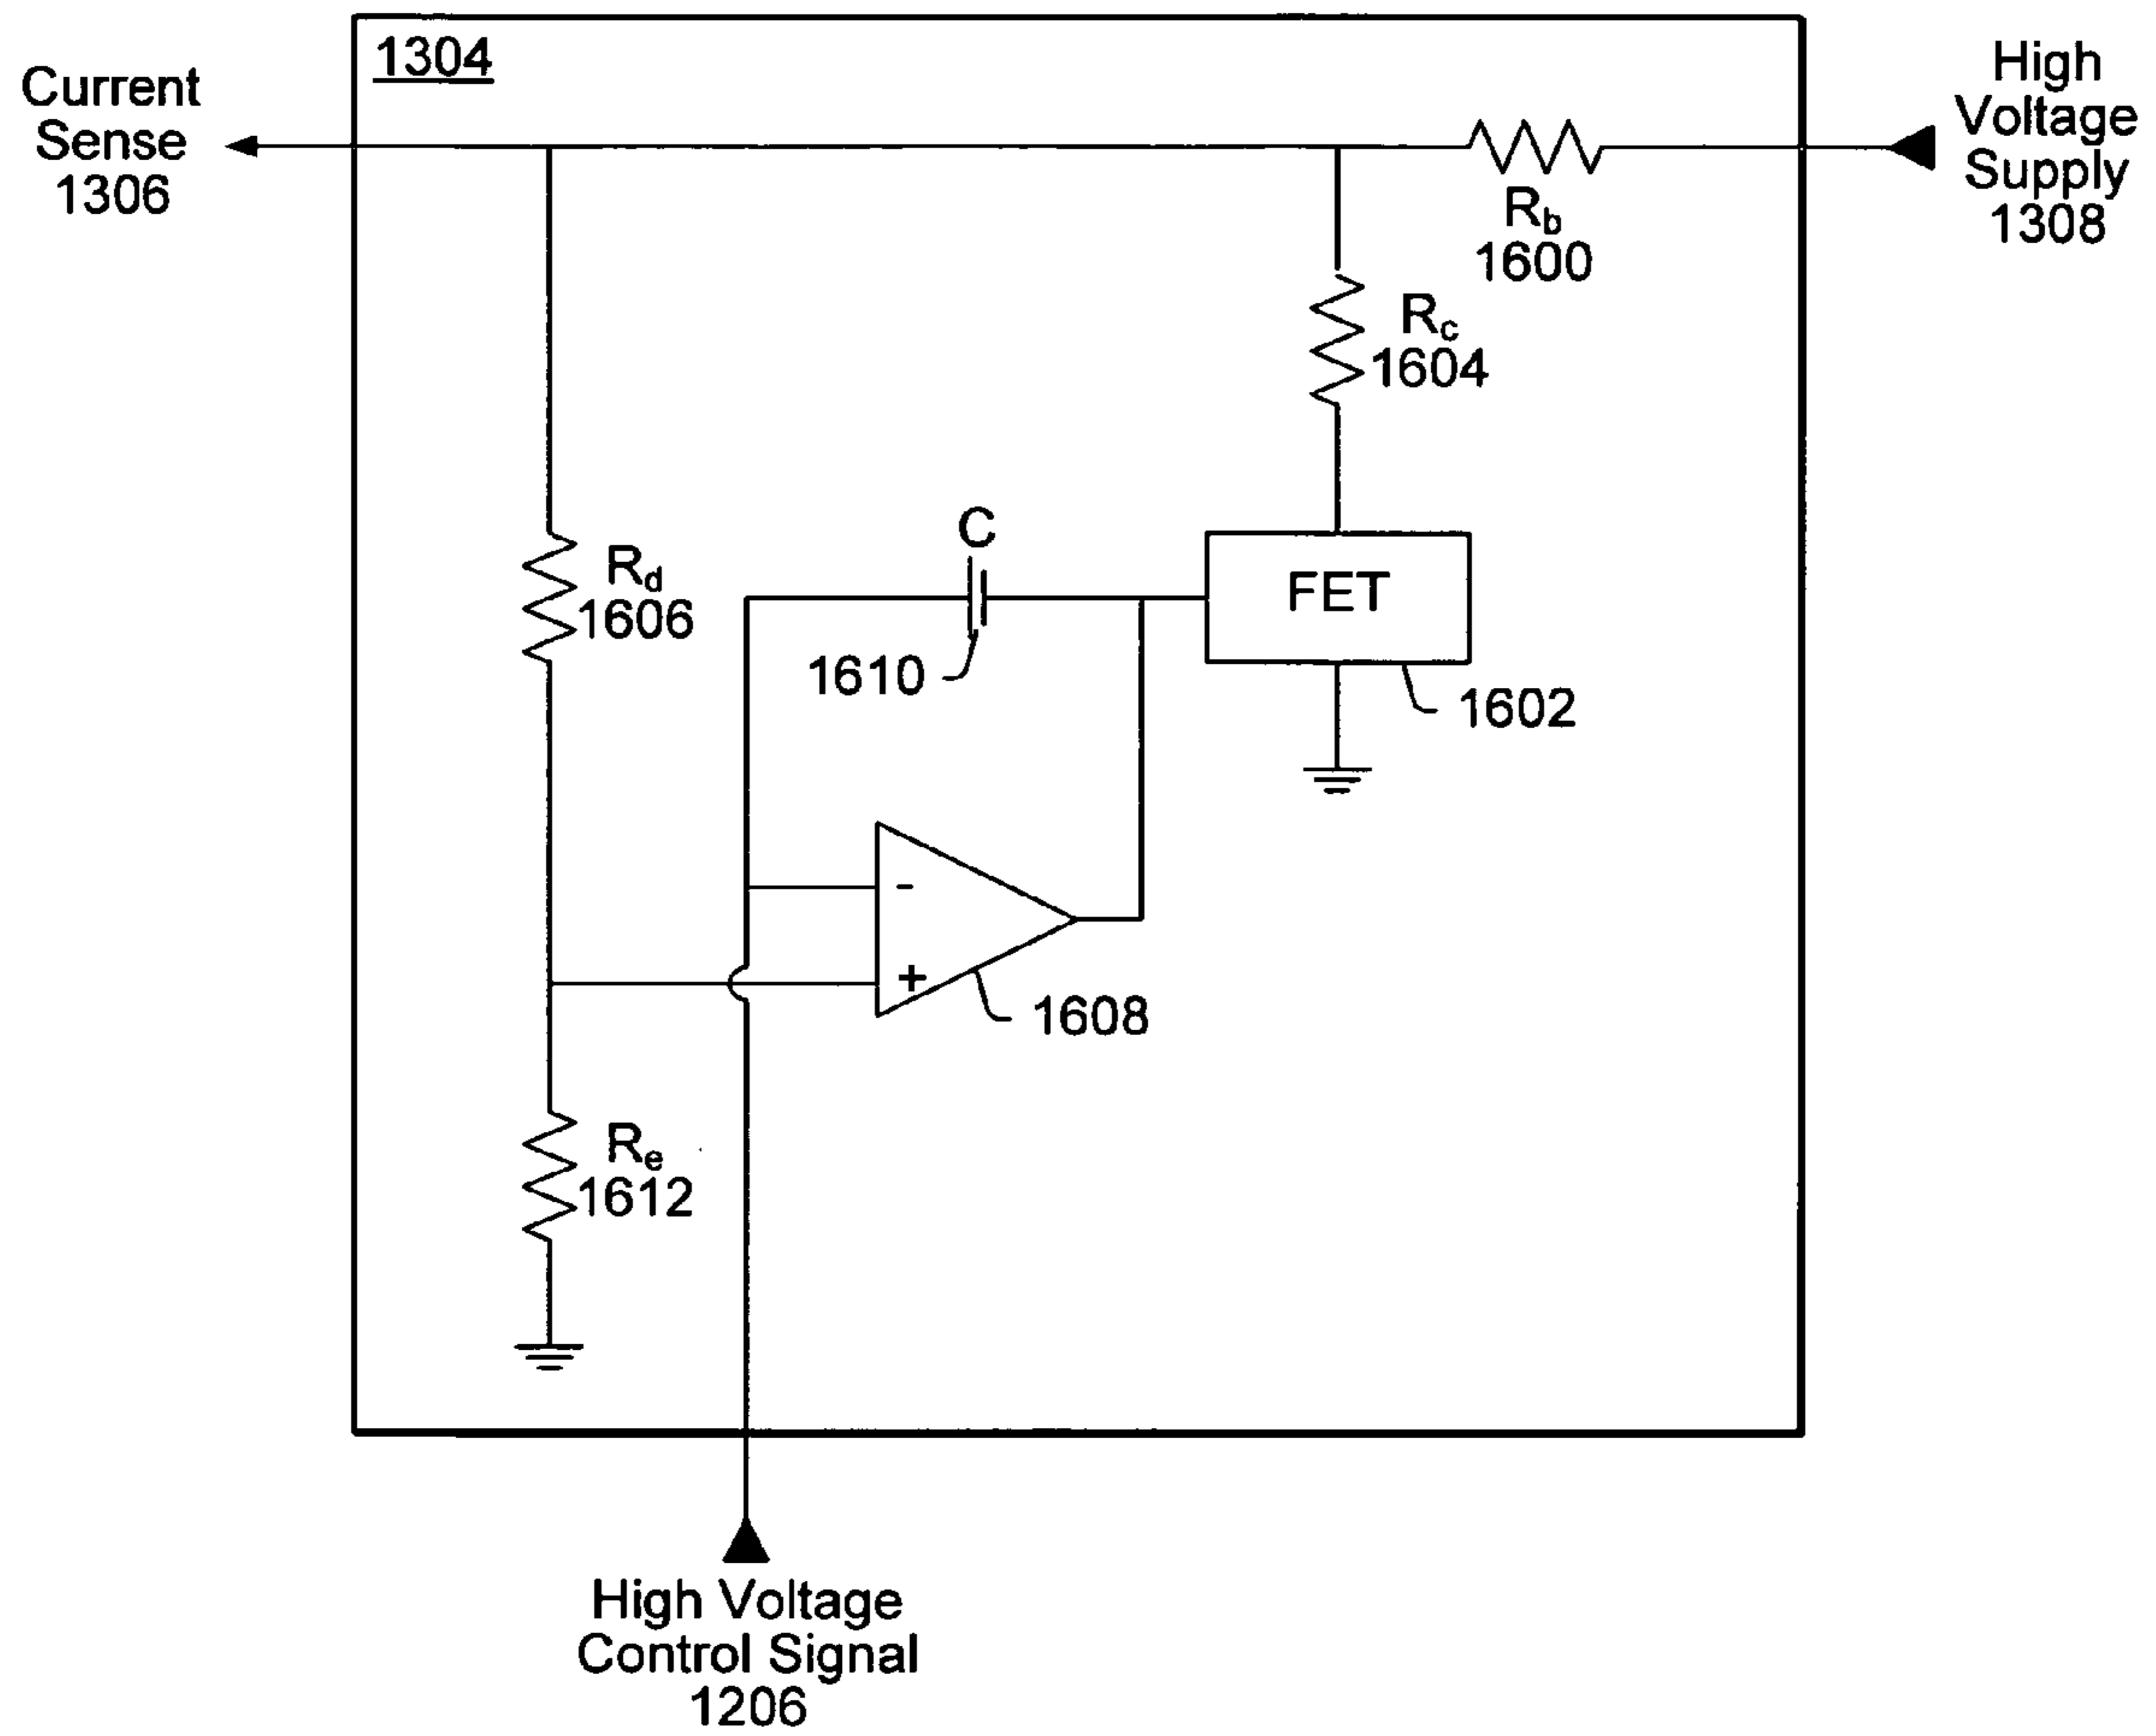 1304
Current
Sense
1306
High
Voltage
Supply
1308
Rb
1600
Rc
1604
C
Rd
1606
FET
1610
1602
-
+
1608
Re
1612
High Voltage
Control Signal
1206